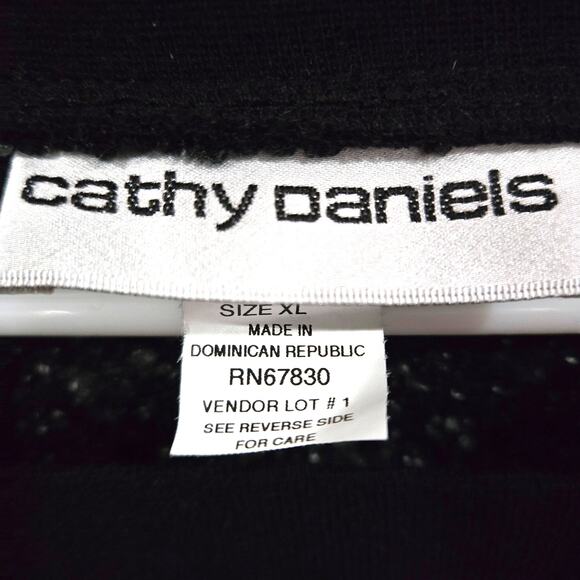 cathy Daniels
SIZE XL
MADE IN
DOMINICAN REPUBLIC
RN67830
VENDOR LOT # 1
SEE REVERSE SIDE
FOR CARE